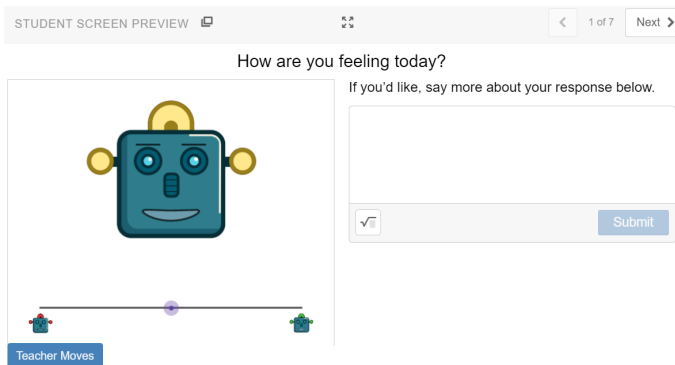 STUDENT SCREEN PREVIEW
1 of 7
Next
How are you feeling today?
If you'd like, say more about your response below.
Submit
Teacher Moves